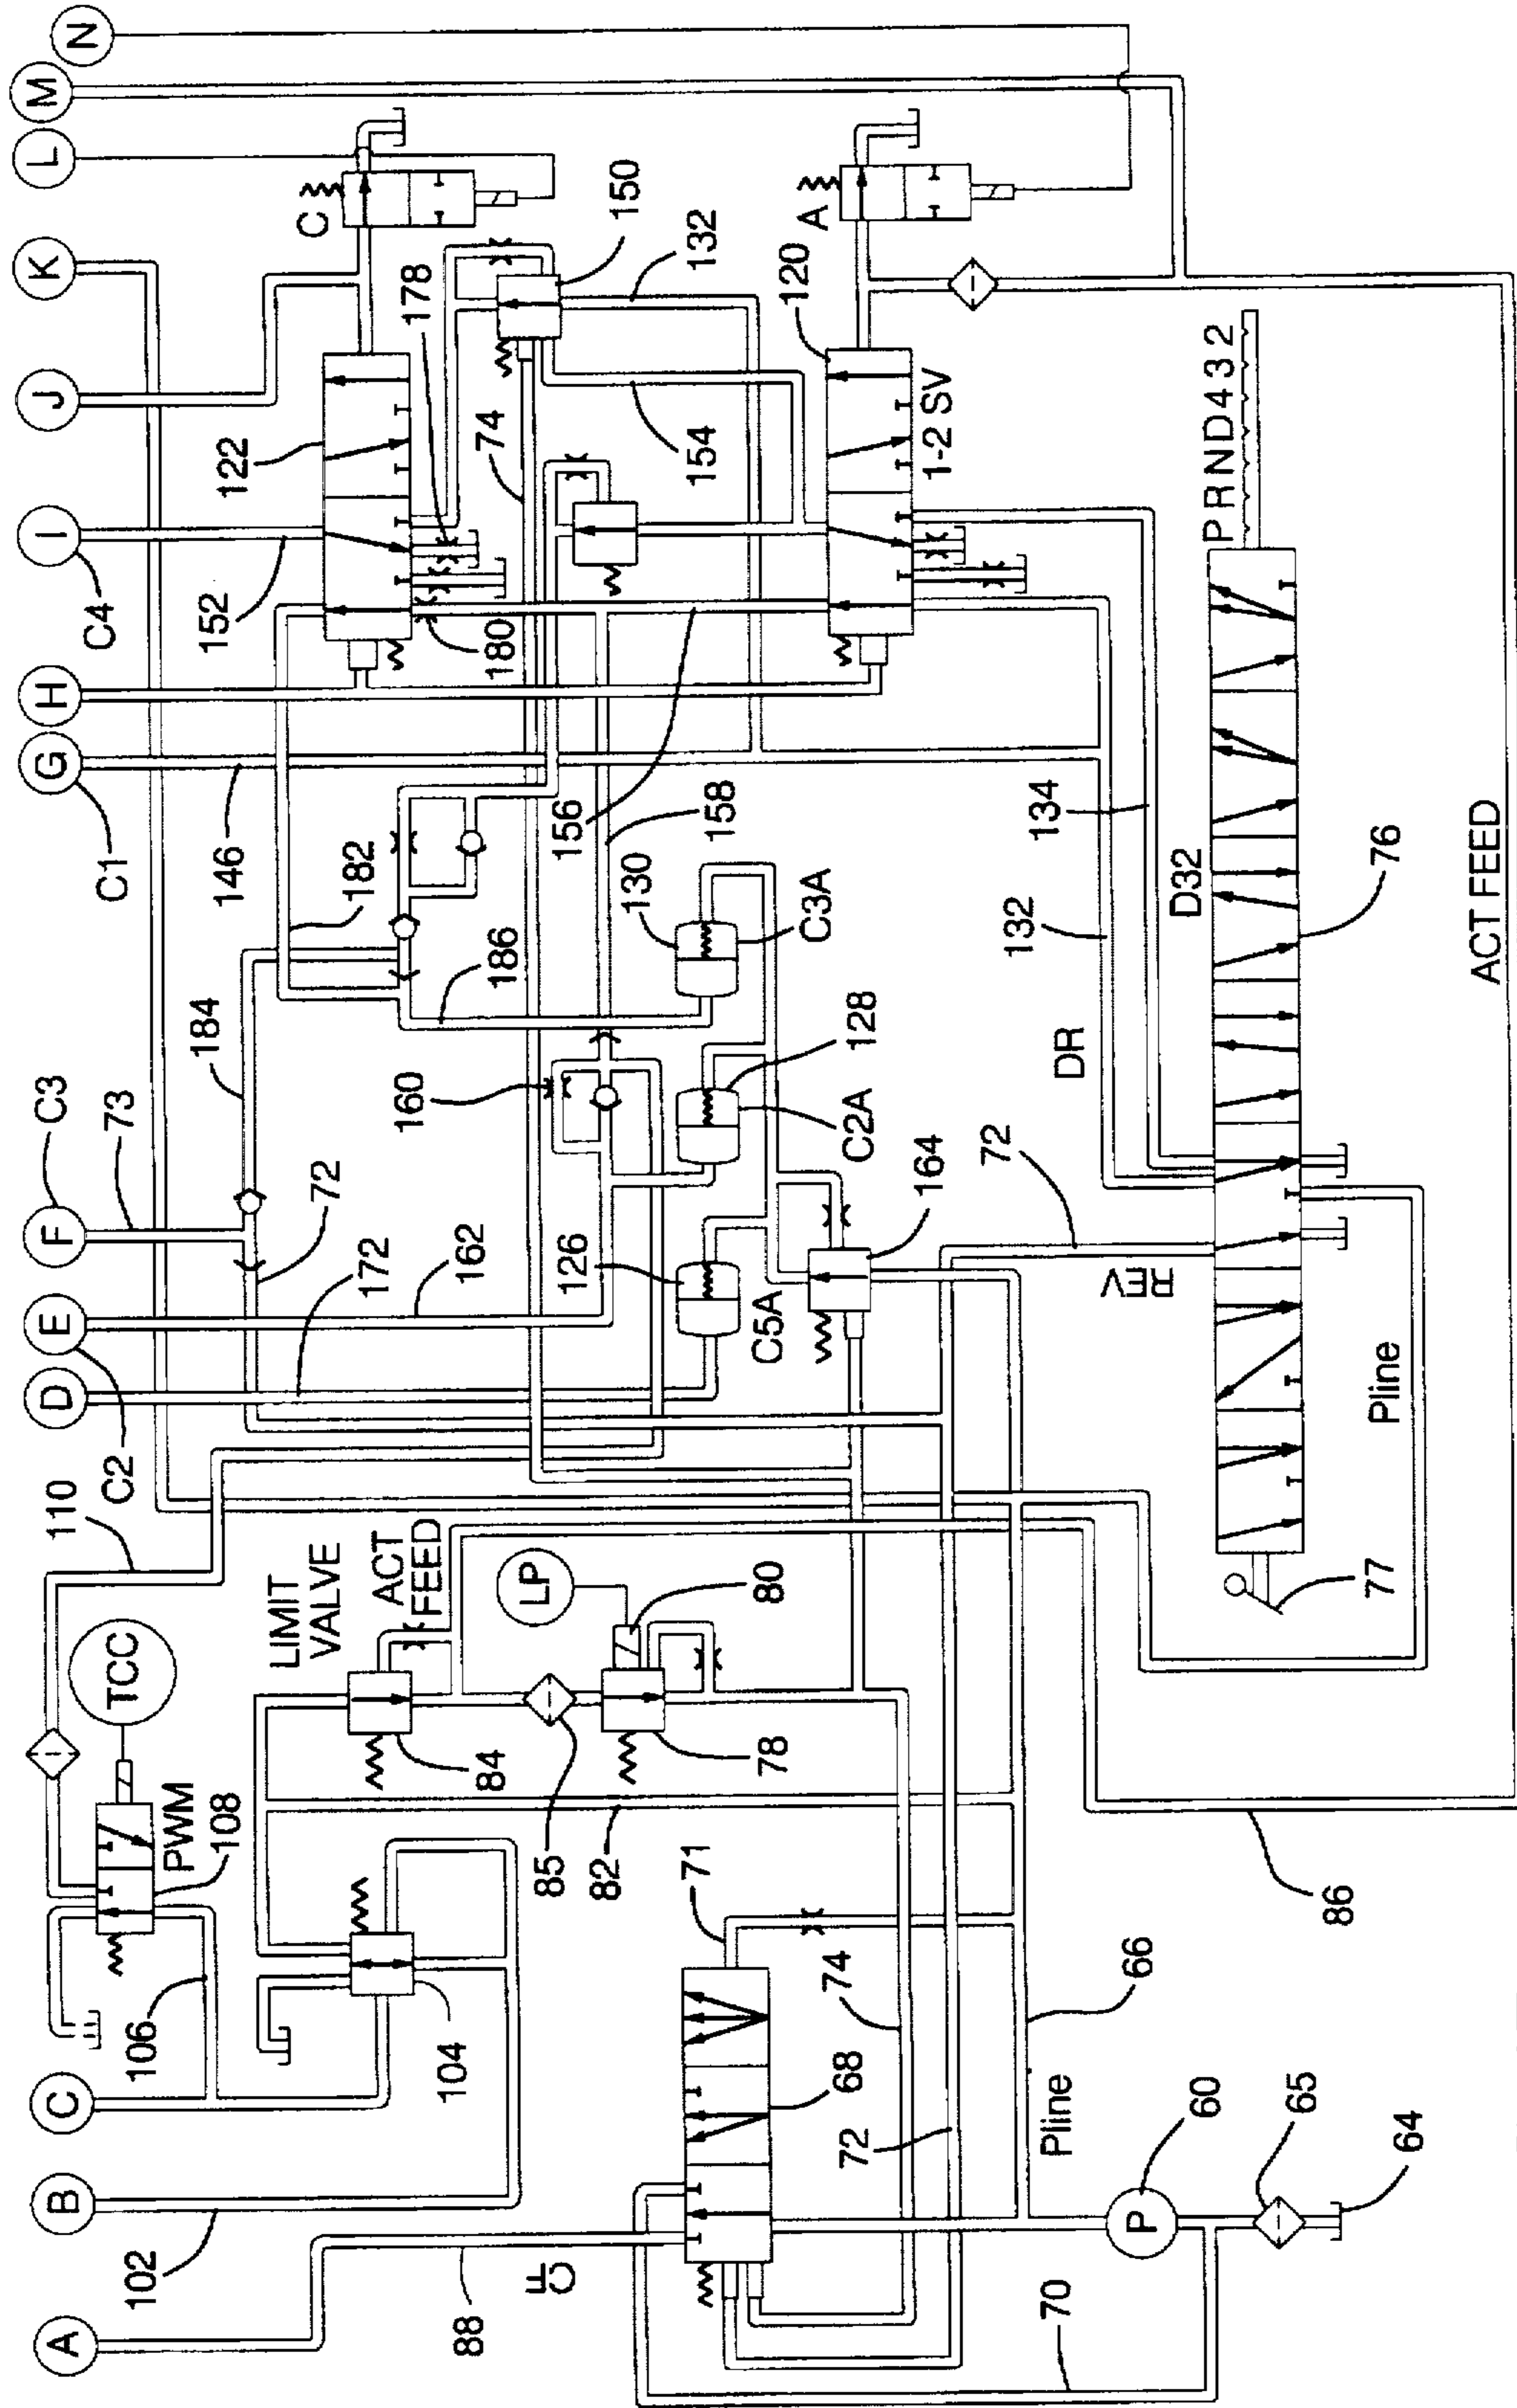 A
B
C
D
E
F
G
H
I
J
K
L
M
N
102
106
PWM
108
TCC
110
C2
C3
C1
C4
73
146
152
172
72
184
122
C
88
104
LIMIT
VALVE
ACT
FEED
162
182
178
180
CFF
84
160
186
74
150
85
LP
158
156
132
82
78
80
126
128
130
154
C5A
C2A
C3A
71
68
74
164
120
A
72
1-2 SV
66
Pline
DR
132
134
72
REV
D32
P R N D 4 3 2
60
65
64
70
86
77
Pline
76
ACT FEED